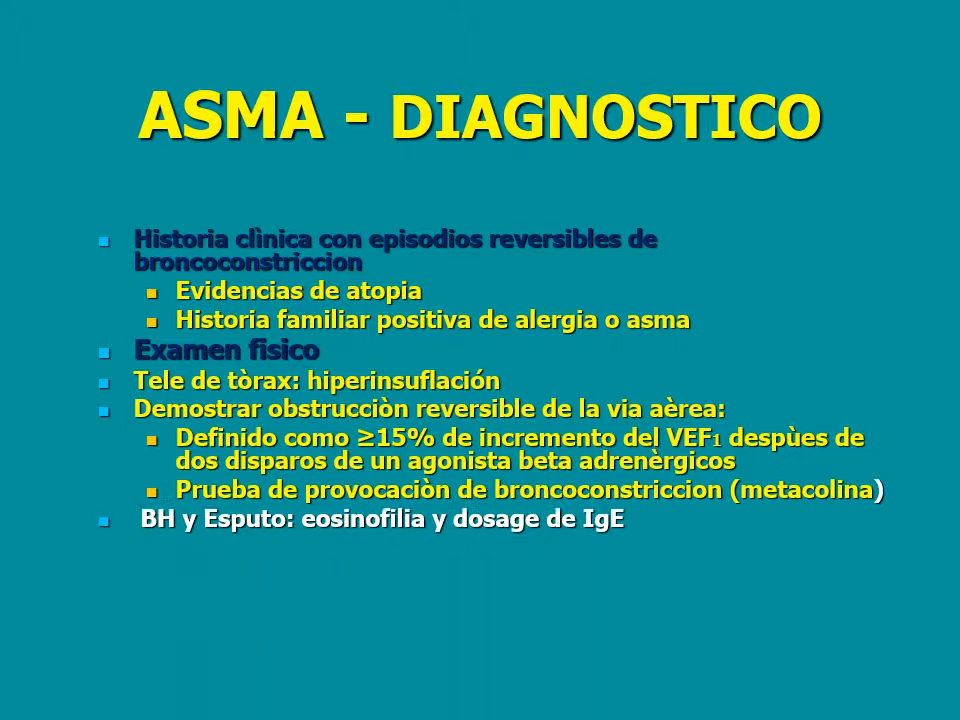 ASMA - DIAGNOSTICO
Historia clìnica con episodios reversibles de
broncoconstriccion
Evidencias de atopia
Historia familiar positiva de alergia o asma
Examen fisico
Tele de tòrax: hiperinsuflación
Demostrar obstrucciòn reversible de la via aèrea:
Definido como ≥15% de incremento del VEF₁ despùes de
dos disparos de un agonista beta adrenèrgicos
Prueba de provocaciòn de broncoconstriccion (metacolina)
BH y Esputo: eosinofilia y dosage de IgE